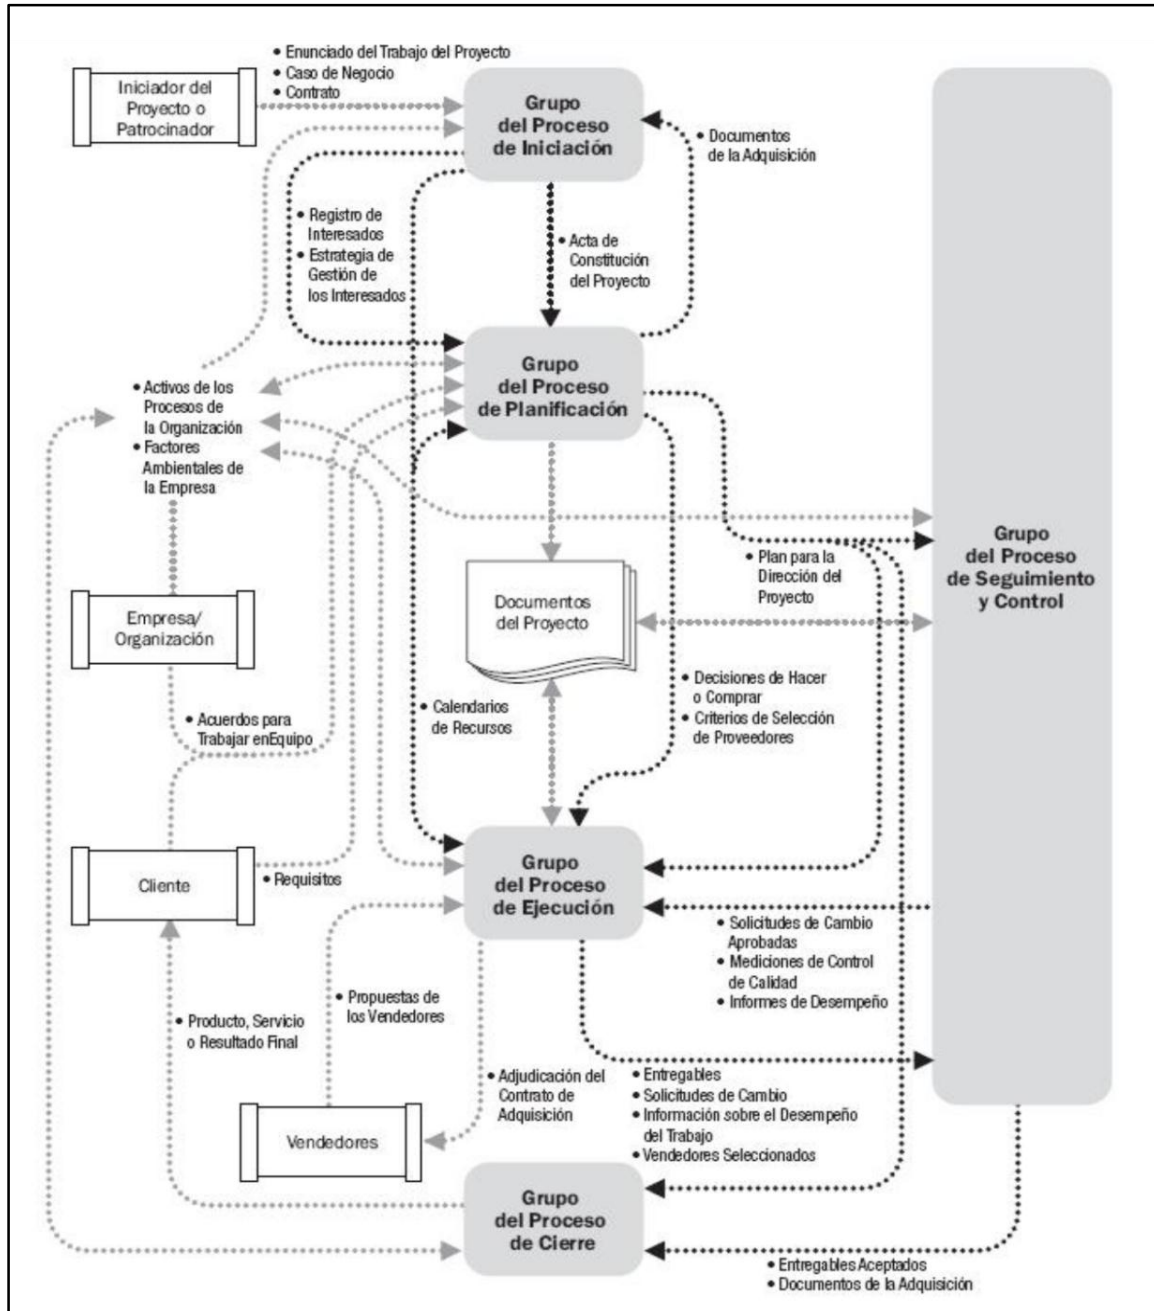 • Enunciado del Trabajo del Proyecto
• Caso de Negocio
• Contrato
Iniciador del
Proyecto o
Patrocinador
Grupo
del Proceso
de Iniciación
• Documentos
de la Adquisición
• Registro de
Interesados
• Estrategia de
Gestión de
los Interesados
• Acta de
Constitución
del Proyecto
Grupo
del Proceso
de Planificación
• Activos de los
Procesos de
la Organización
• Factores
Ambientales de
la Empresa
Grupo
del Proceso
de Seguimiento
y Control
• Plan para la
Dirección del
Proyecto
Documentos
del Proyecto
Empresa/
Organización
• Decisiones de Hacer
o Comprar
• Criterios de Selección
de Proveedores
• Calendarios
de Recursos
• Acuerdos para
Trabajar enEquipo
Cliente
• Requisitos
Grupo
del Proceso
de Ejecución
• Solicitudes de Cambio
Aprobadas
• Mediciones de Control
de Calidad
• Informes de Desempeño
• Propuestas de
los Vendedores
• Producto, Servicio
o Resultado Final
• Adjudicación del
Contrato de
Adquisición
• Entregables
• Solicitudes de Cambio
• Información sobre el Desempeño
del Trabajo
• Vendedores Seleccionados
Vendedores
Grupo
del Proceso
de Cierre
• Entregables Aceptados
• Documentos de la Adquisición